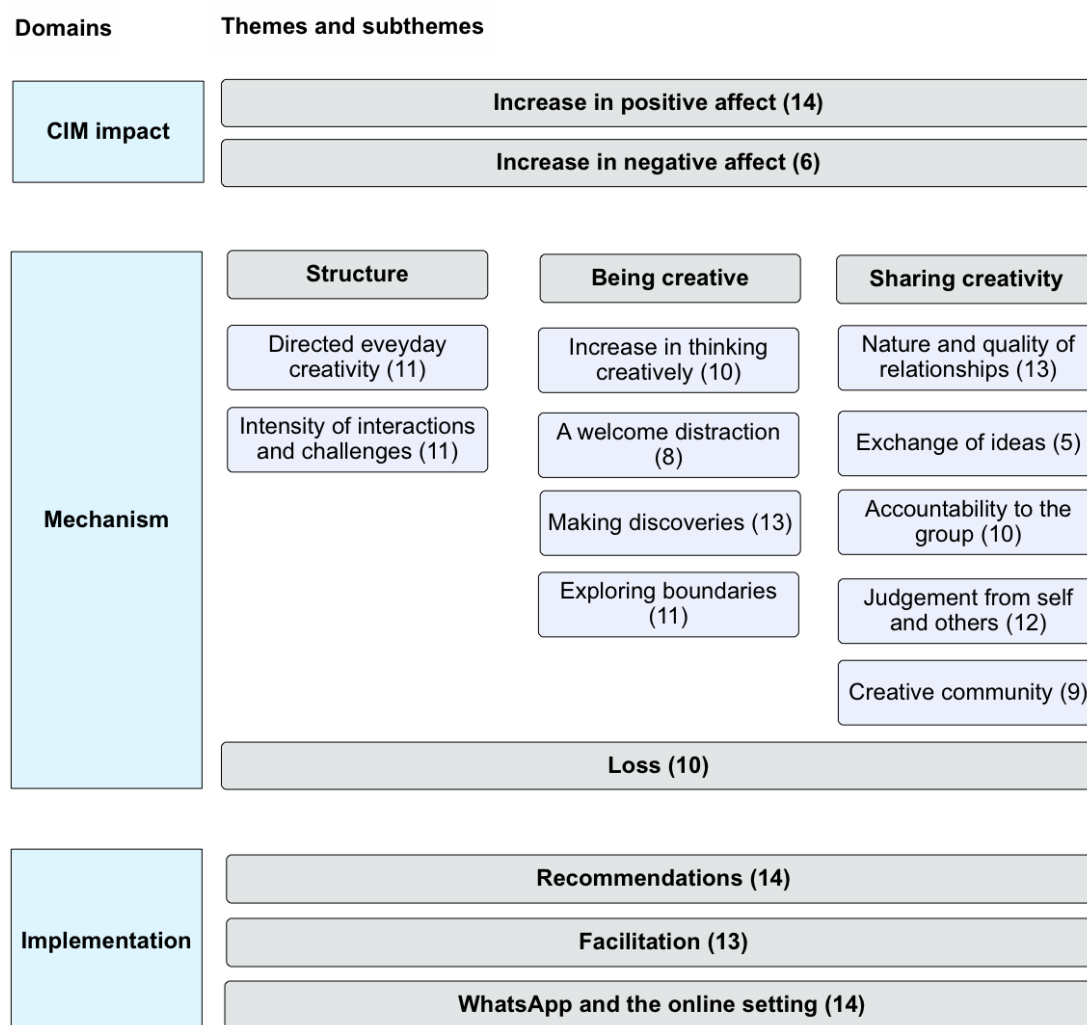 Domains
Themes and subthemes
CIM impact
Increase in positive affect (14)
Increase in negative affect (6)
Mechanism
Structure
Directed eveyday
creativity (11)
Intensity of interactions
and challenges (11)
Being creative
Increase in thinking
creatively (10)
A welcome distraction
(8)
Making discoveries (13)
Exploring boundaries
(11)
Sharing creativity
Nature and quality of
relationships (13)
Exchange of ideas (5)
Accountability to the
group (10)
Judgement from self
and others (12)
Creative community (9)
Loss (10)
Implementation
Recommendations (14)
Facilitation (13)
WhatsApp and the online setting (14)